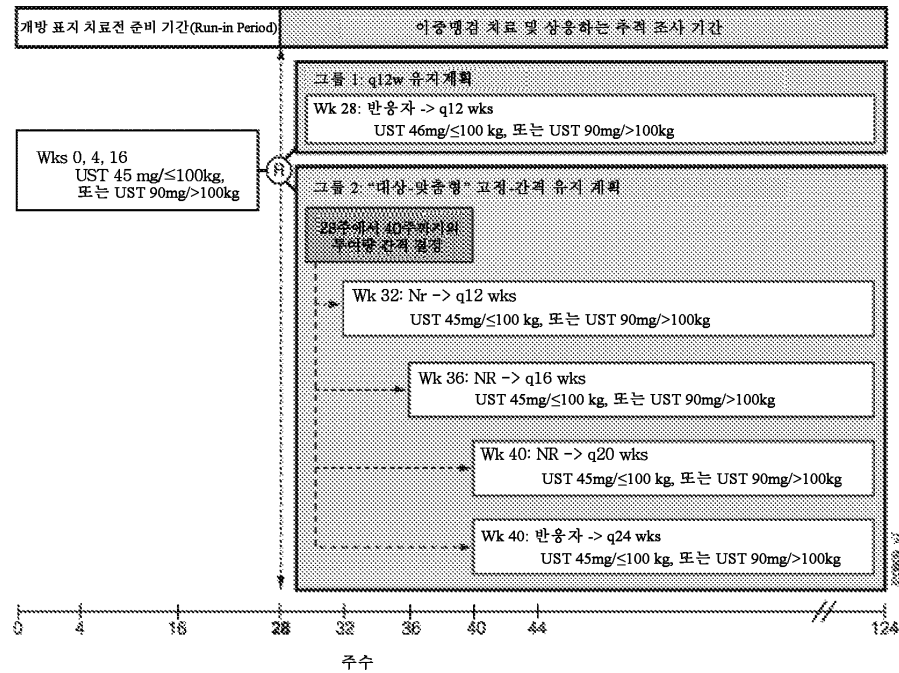 개방 표지 치료전 준비 기간(Run-in Period)
이중맹검 치료 및 상응하는 추적 조사 기간
그룹 1: q12w 유지계획
Wk 28: 반응자 -> q12 wks
UST 46mg/≤100 kg, 또는 UST 90mg/>100kg
Wks 0, 4, 16
UST 45 mg/≤100kg,
또는 UST 90mg/>100kg
R
그룹 2: “대상-맞춤형” 고정-간격 유지 계획
28주에서 40주까지의
투여량 간격 결정
Wk 32: Nr -> q12 wks
UST 45mg/≤100 kg, 또는 UST 90mg/>100kg
Wk 36: NR -> q16 wks
UST 45mg/≤100 kg, 또는 UST 90mg/>100kg
Wk 40: NR -> q20 wks
UST 45mg/≤100 kg, 또는 UST 90mg/>100kg
Wk 40: 반응자 -> q24 wks
UST 45mg/≤100 kg, 또는 UST 90mg/>100kg
0 4 16 28 32 36 40 44 124
주수